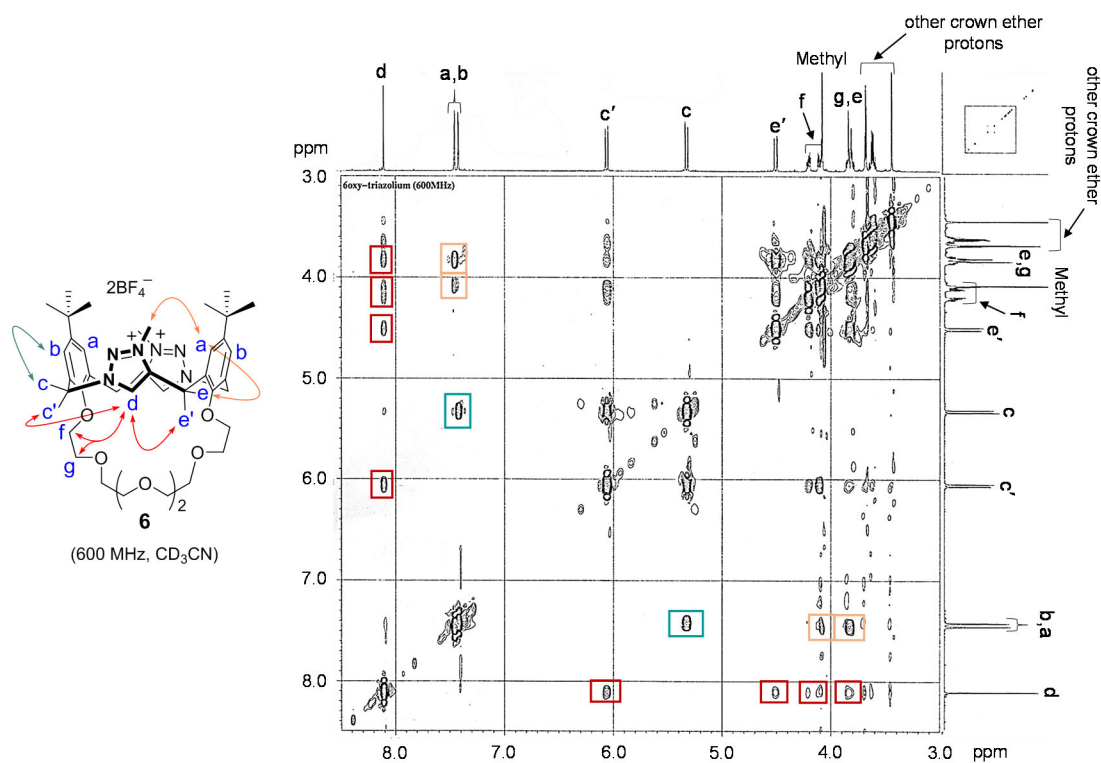 other crown ether
protons
Methyl
d
a,b
c'
c
e'
f
g,e
other crown ether
protons
ppm
3.0
4.0
5.0
6.0
7.0
8.0
6oxy-triazolium (600MHz)
e,g
Methyl
f
e'
c
c'
b,a
d
8.0
7.0
6.0
5.0
4.0
3.0
ppm
2BF4−
b
a
a
b
+
+
N
N
N
N
N
N
c
c'
d
e
e'
O
O
f
g
O
O
O
2
6
(600 MHz, CD3CN)